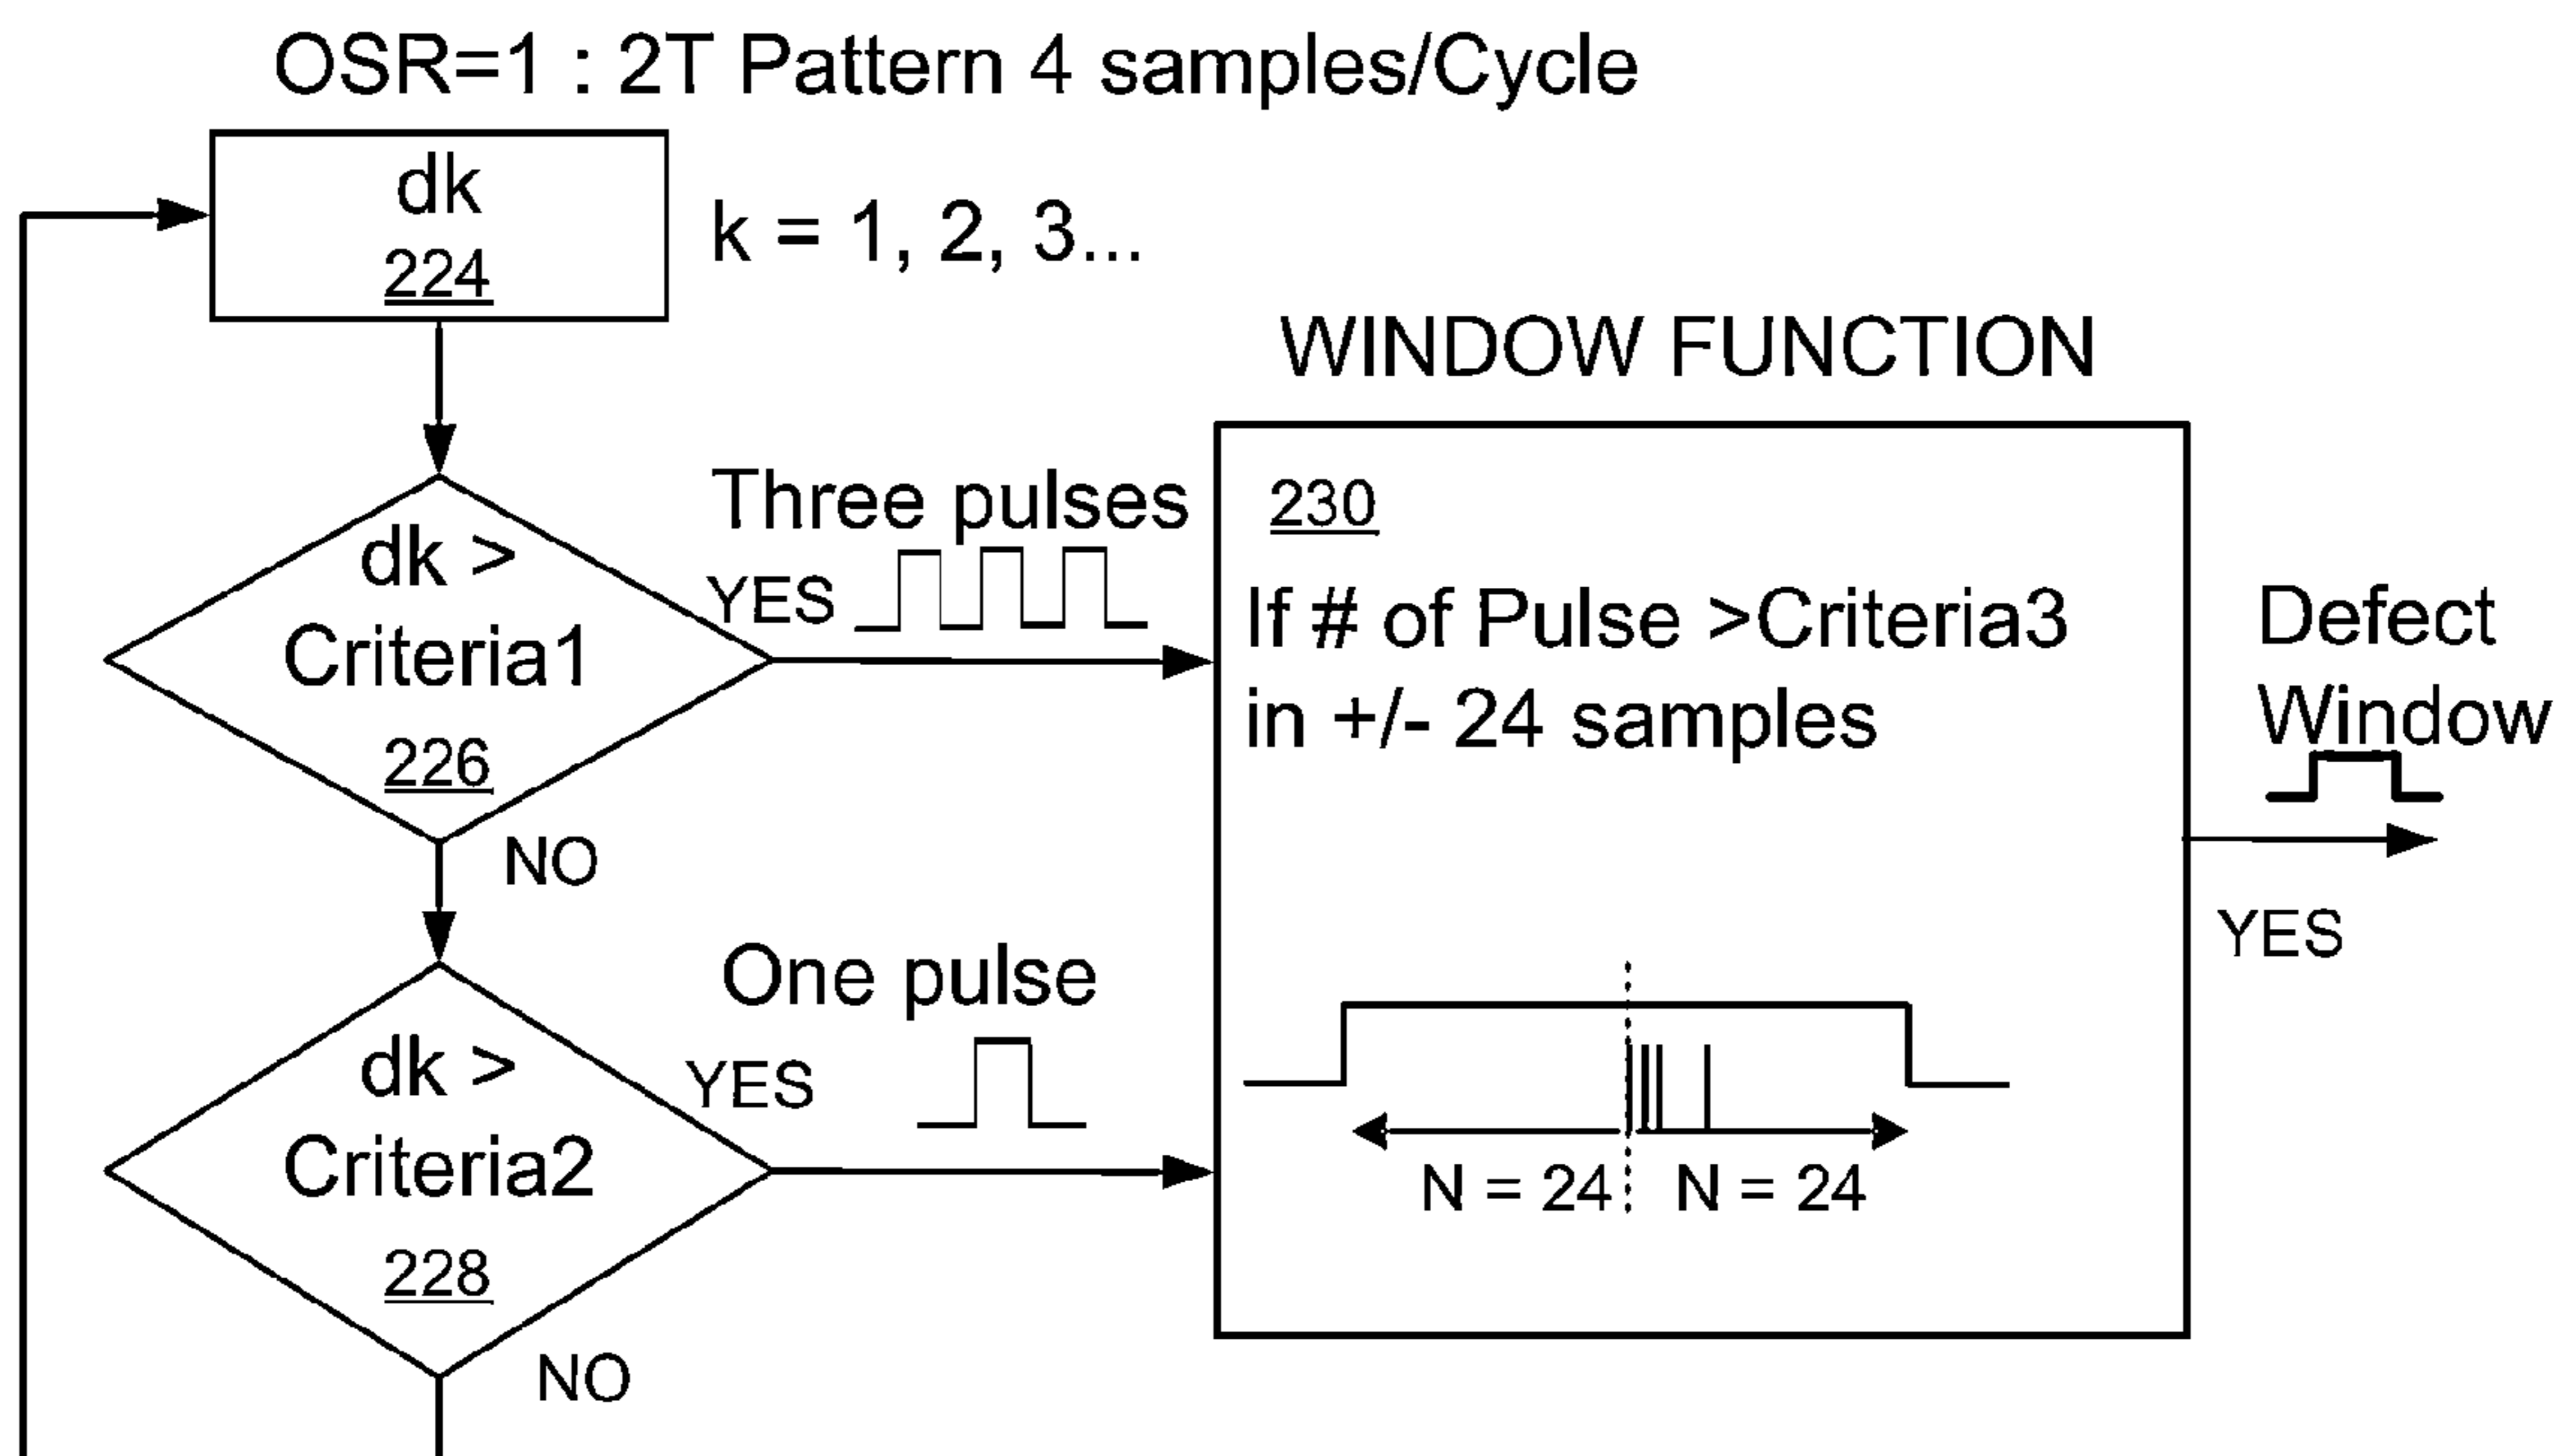 OSR=1 : 2T Pattern 4 samples/Cycle
dk
224
k = 1, 2, 3...
WINDOW FUNCTION
dk >
Criteria1
226
Three pulses
YES
NO
230
If # of Pulse >Criteria3
in +/- 24 samples
Defect
Window
YES
One pulse
YES
dk >
Criteria2
228
NO
N = 24
N = 24